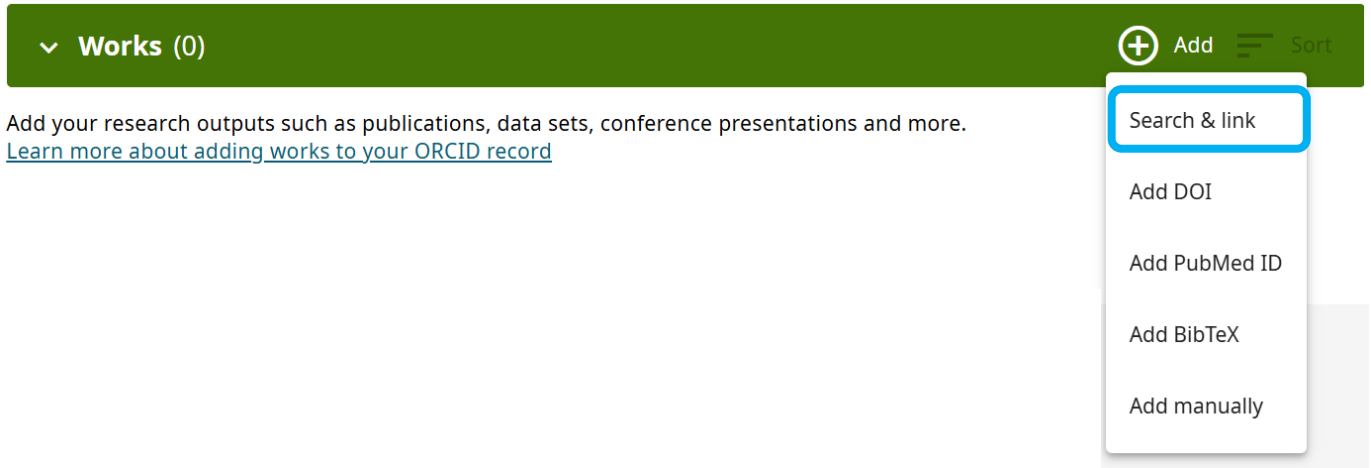 Works (0)
Add
Sort
Add your research outputs such as publications, data sets, conference presentations and more.
Learn more about adding works to your ORCID record
Search & link
Add DOI
Add PubMed ID
Add BibTeX
Add manually